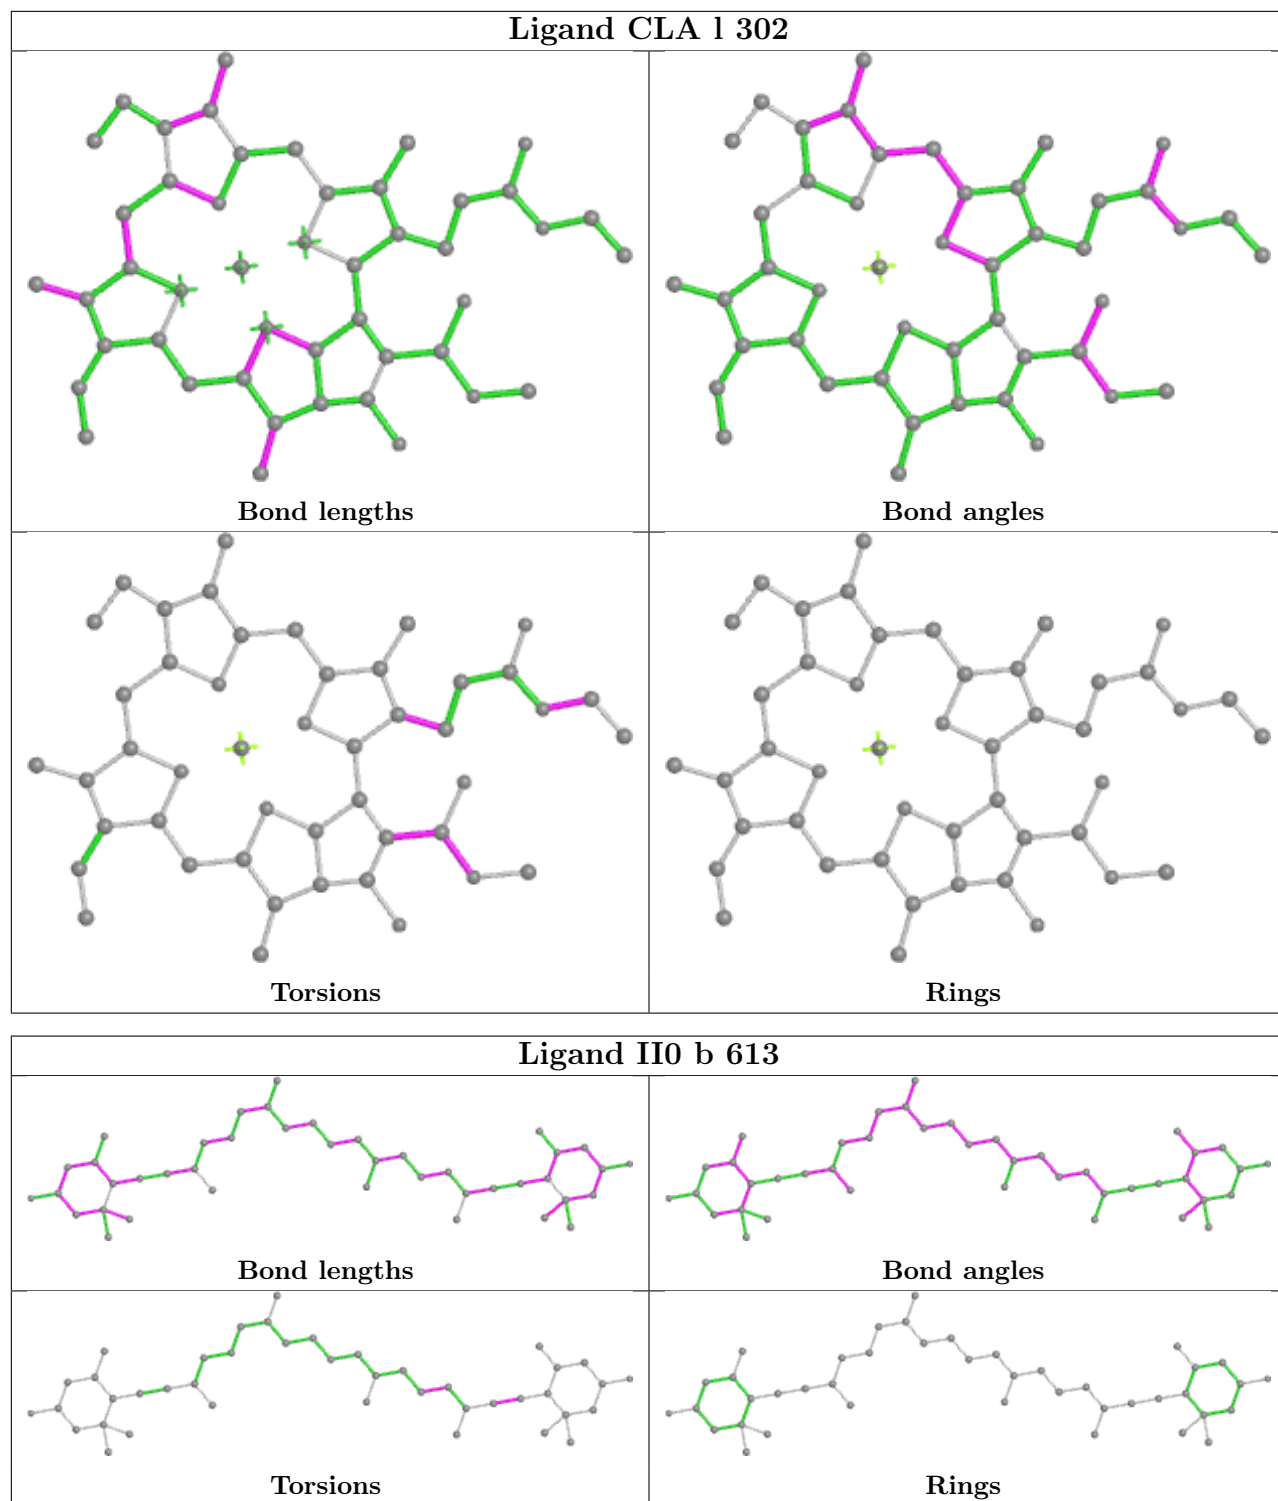 Ligand CLA l 302
Bond lengths
Bond angles
Torsions
Rings
Ligand II0 b 613
Bond lengths
Bond angles
Torsions
Rings